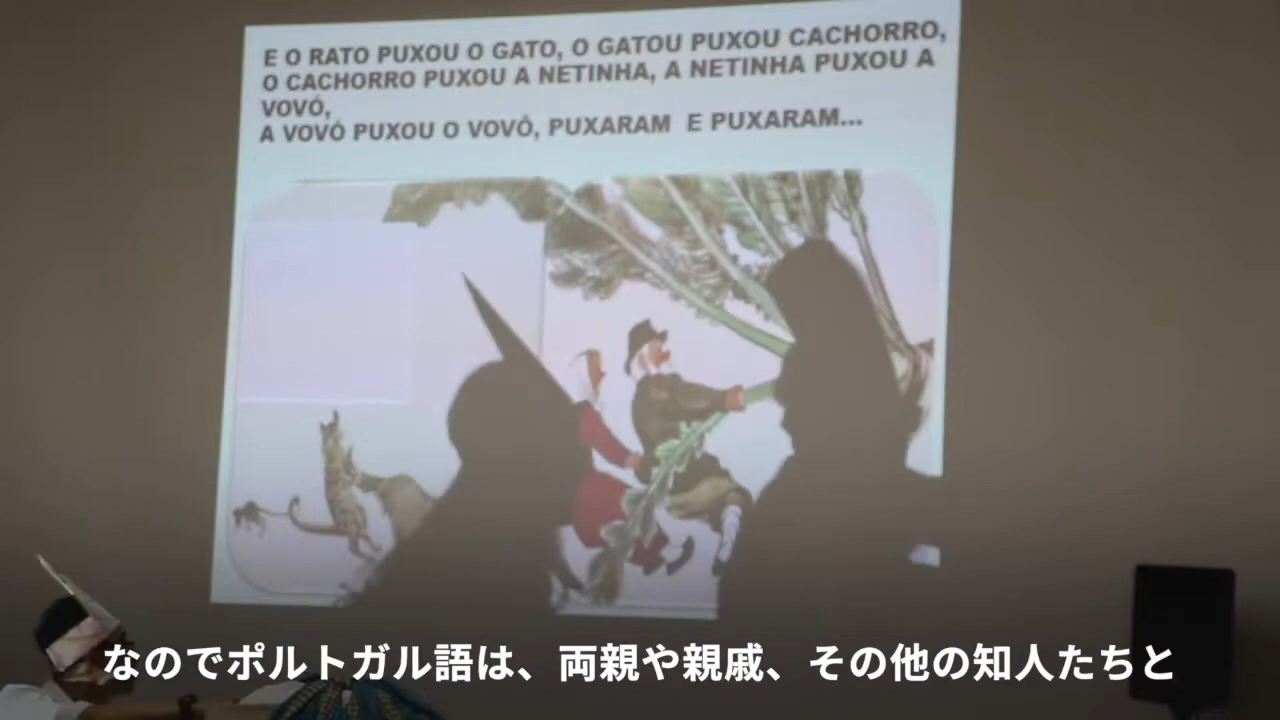 E O RATO PUXOU O GATO, O GATOU PUXOU CACHORRO,
O CACHORRO PUXOU A NETINHA, A NETINHA PUXOU A
VOVÓ,
A VOVÓ PUXOU O VOVÔ, PUXARAM E PUXARAM...
なのでポルトガル語は、両親や親戚、その他の知人たちと